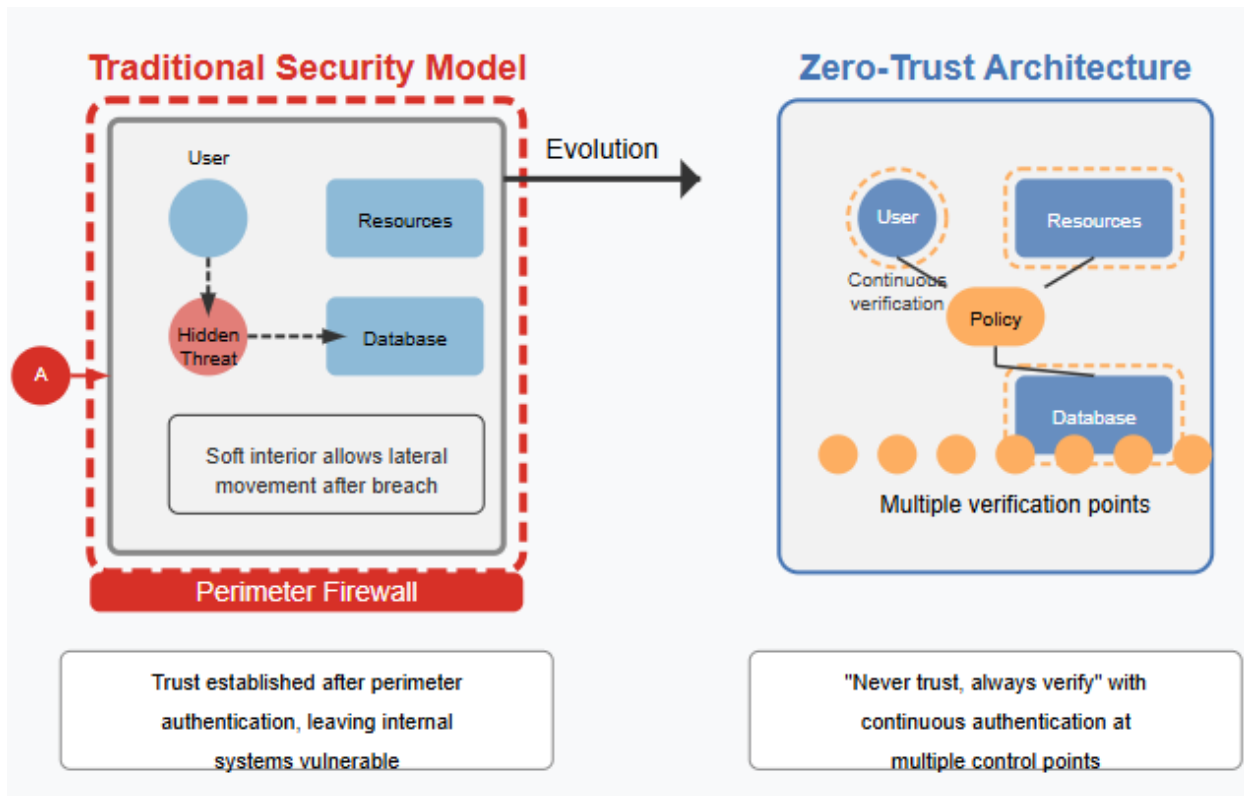 Traditional Security Model
Zero-Trust Architecture
User
Resources
Hidden
Threat
Database
A
Soft interior allows lateral
movement after breach
Perimeter Firewall
Evolution
User
Resources
Continuous
verification
Policy
Database
Multiple verification points
Trust established after perimeter
authentication, leaving internal
systems vulnerable
"Never trust, always verify" with
continuous authentication at
multiple control points